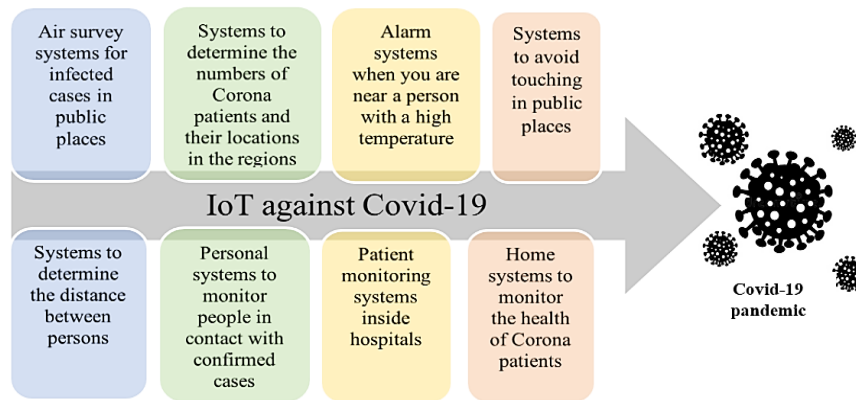 Air survey
systems for
infected
cases in
public
places
Systems to
determine the
numbers of
Corona
patients and
their locations
in the regions
Alarm
systems
when you are
near a person
with a high
temperature
Systems
to avoid
touching
in public
places
IoT against Covid-19
Systems to
determine
the distance
between
persons
Personal
systems to
monitor
people in
contact with
confirmed
cases
Patient
monitoring
systems
inside
hospitals
Home
systems to
monitor
the health
of Corona
patients
Covid-19
pandemic